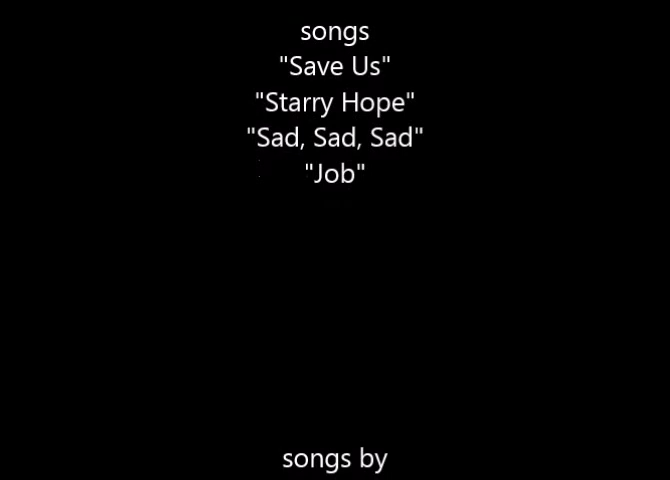 songs
"Save Us"
"Starry Hope"
"Sad, Sad, Sad"
"Job"
songs by